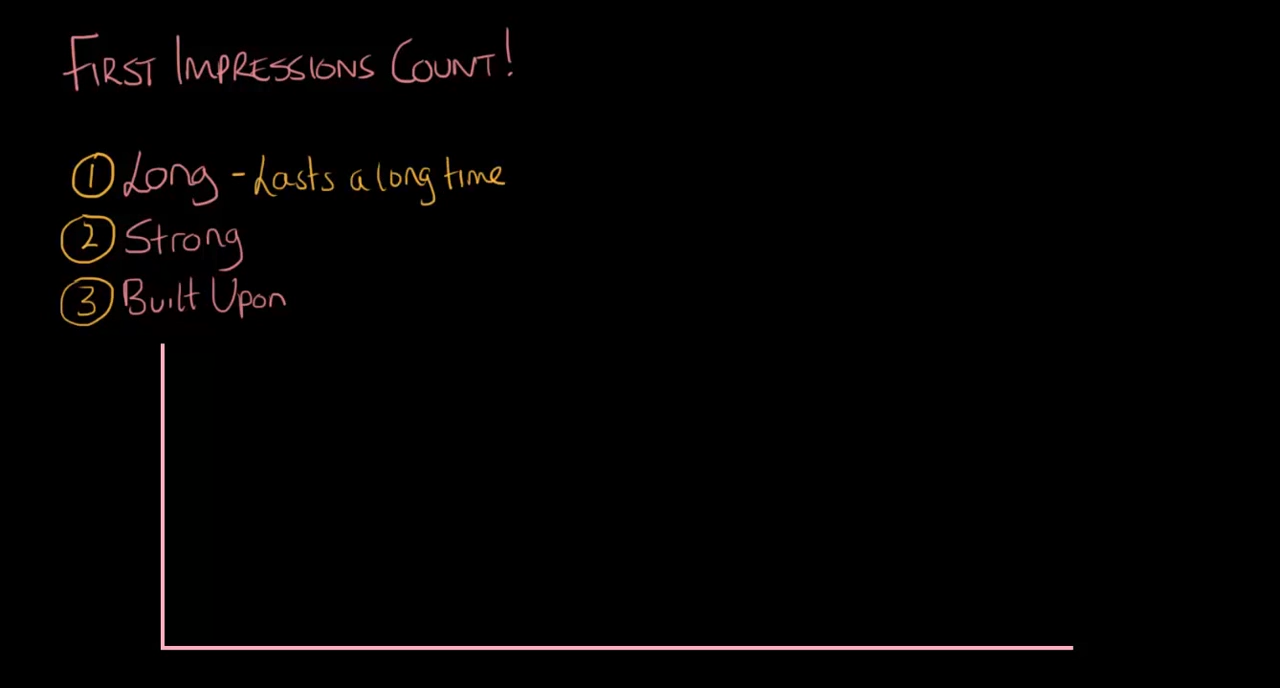 First Impressions Count!
1 Long - Lasts a long time
2 Strong
3 Built Upon